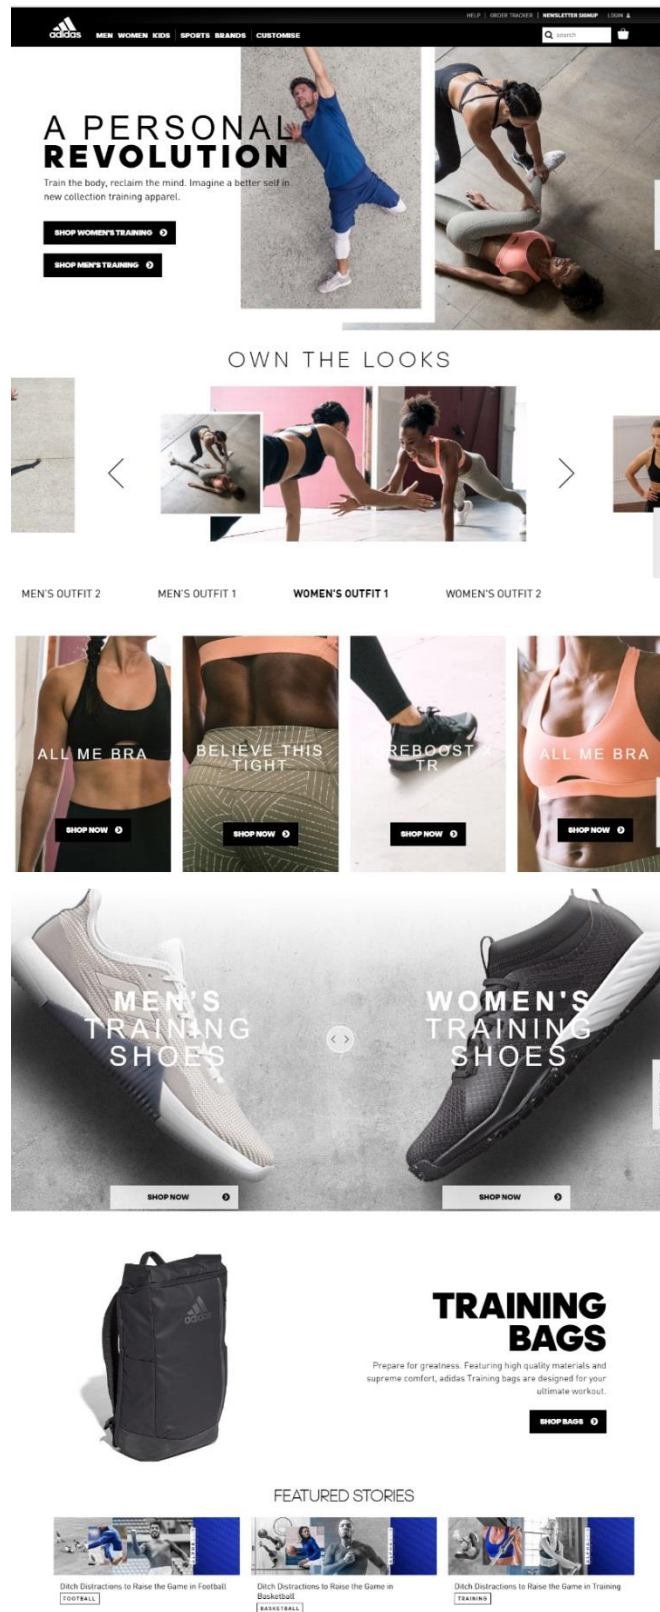 HELP | ORDER TRACKER | NEWSLETTER SIGNUP LOGIN
adidas MEN WOMEN KIDS SPORTS BRANDS CUSTOMISE search
A PERSONAL
REVOLUTION
Train the body, reclaim the mind. Imagine a better self in
new collection training apparel.
SHOP WOMEN'S TRAINING
SHOP MEN'S TRAINING
OWN THE LOOKS
MEN'S OUTFIT 2 MEN'S OUTFIT 1 WOMEN'S OUTFIT 1 WOMEN'S OUTFIT 2
ALL ME BRA
SHOP NOW
BELIEVE THIS
TIGHT
SHOP NOW
REBOOST X
TR
SHOP NOW
ALL ME BRA
SHOP NOW
MEN'S
TRAINING
SHOES
SHOP NOW
WOMEN'S
TRAINING
SHOES
SHOP NOW
adidas
TRAINING
BAGS
Prepare for greatness. Featuring high quality materials and
supreme comfort, adidas Training bags are designed for your
ultimate workout.
SHOP BAGS
FEATURED STORIES
Ditch Distractions to Raise the Game in Football
FOOTBALL
Ditch Distractions to Raise the Game in
Basketball
BASKETBALL
Ditch Distractions to Raise the Game in Training
TRAINING